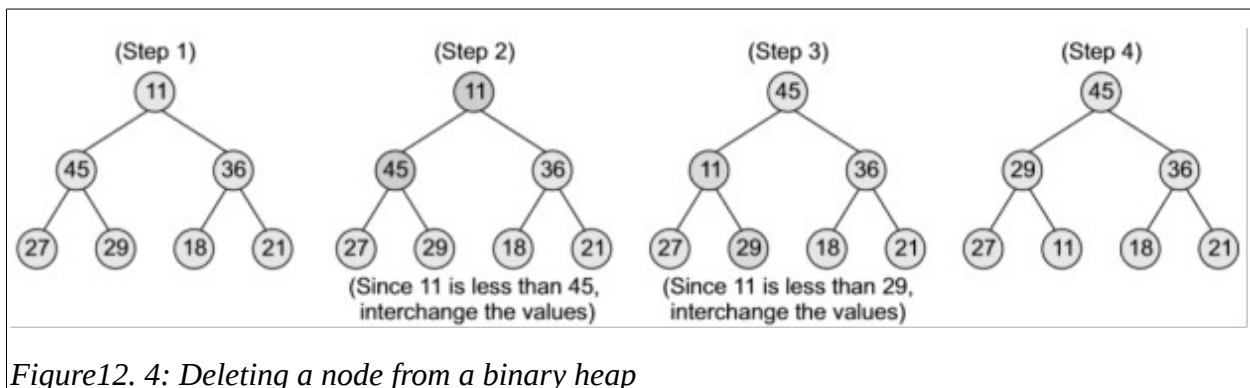 (Step 1) (Step 2) (Step 3) (Step 4)
11 11 45 45
45 36 45 36 11 36 29 36
27 29 18 21 27 29 18 21 27 29 18 21 27 11 18 21
(Since 11 is less than 45,
interchange the values)
(Since 11 is less than 29,
interchange the values)
Figure12. 4: Deleting a node from a binary heap